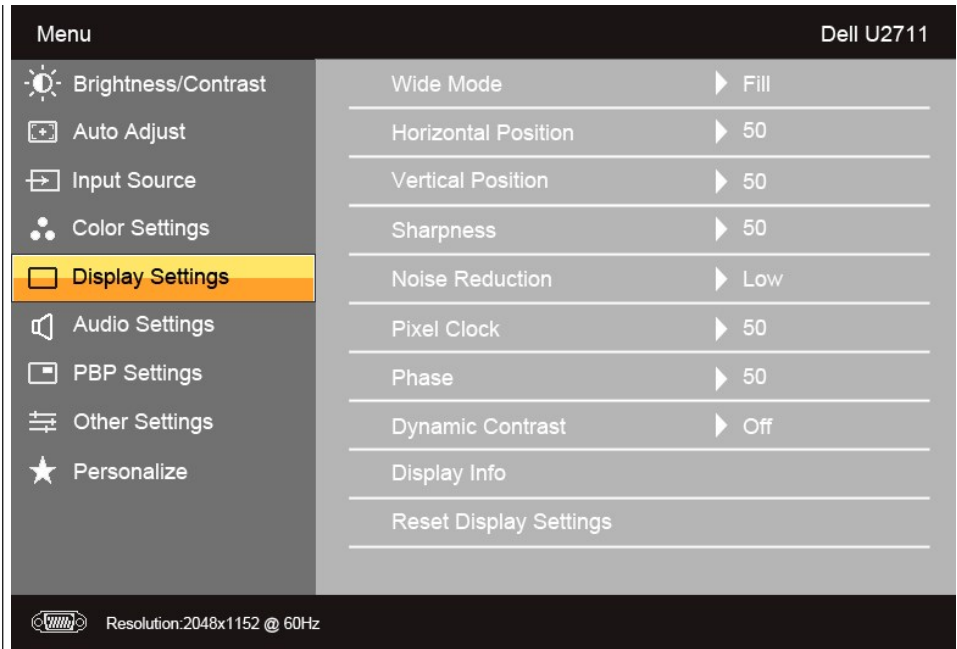 Menu Dell U2711
Brightness/Contrast
Auto Adjust
Input Source
Color Settings
Display Settings
Audio Settings
PBP Settings
Other Settings
Personalize
Wide Mode Fill
Horizontal Position 50
Vertical Position 50
Sharpness 50
Noise Reduction Low
Pixel Clock 50
Phase 50
Dynamic Contrast Off
Display Info
Reset Display Settings
Resolution:2048x1152 @ 60Hz